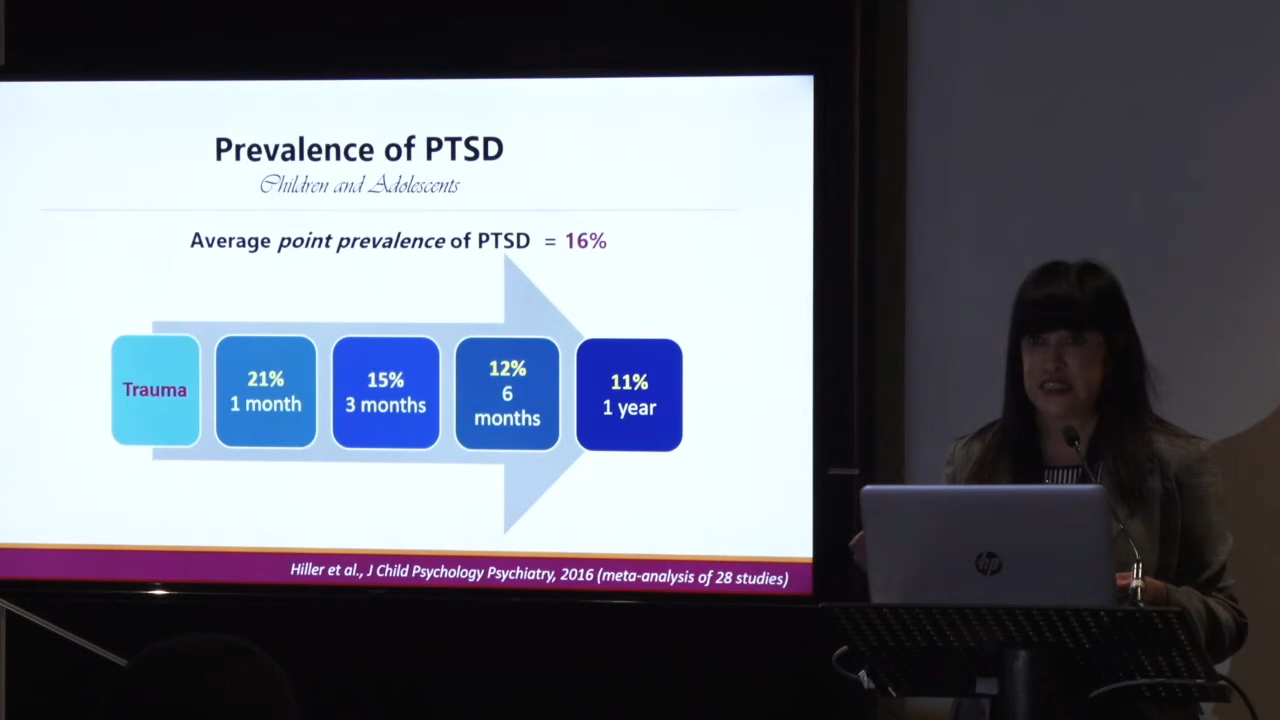 Prevalence of PTSD
Children and Adolescents
Average point prevalence of PTSD = 16%
Trauma
21%
1 month
15%
3 months
12%
6
months
11%
1 year
Hiller et al., J Child Psychology Psychiatry, 2016 (meta-analysis of 28 studies)
hp